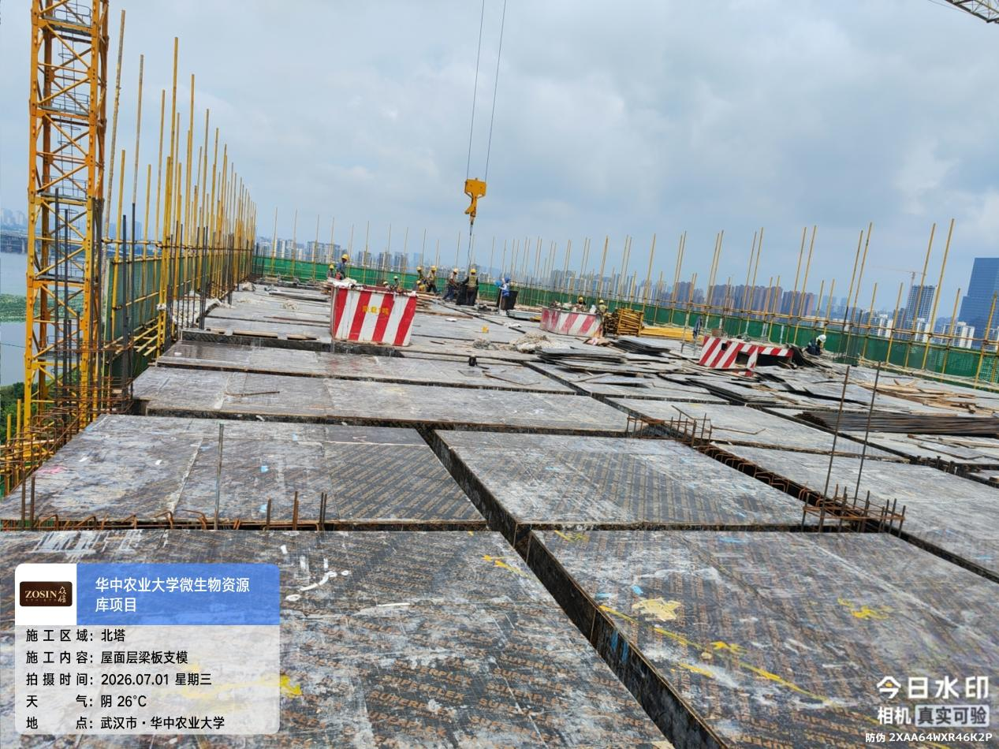 ZOSIN 众信
华中农业大学微生物资源
库项目
施工区域：北塔
施工内容：屋面层梁板支模
拍摄时间：2026.07.01 星期三
天气：阴 26℃
地点：武汉市·华中农业大学
今日水印
相机 真实可验
防伪 2XAA64WXR46K2P